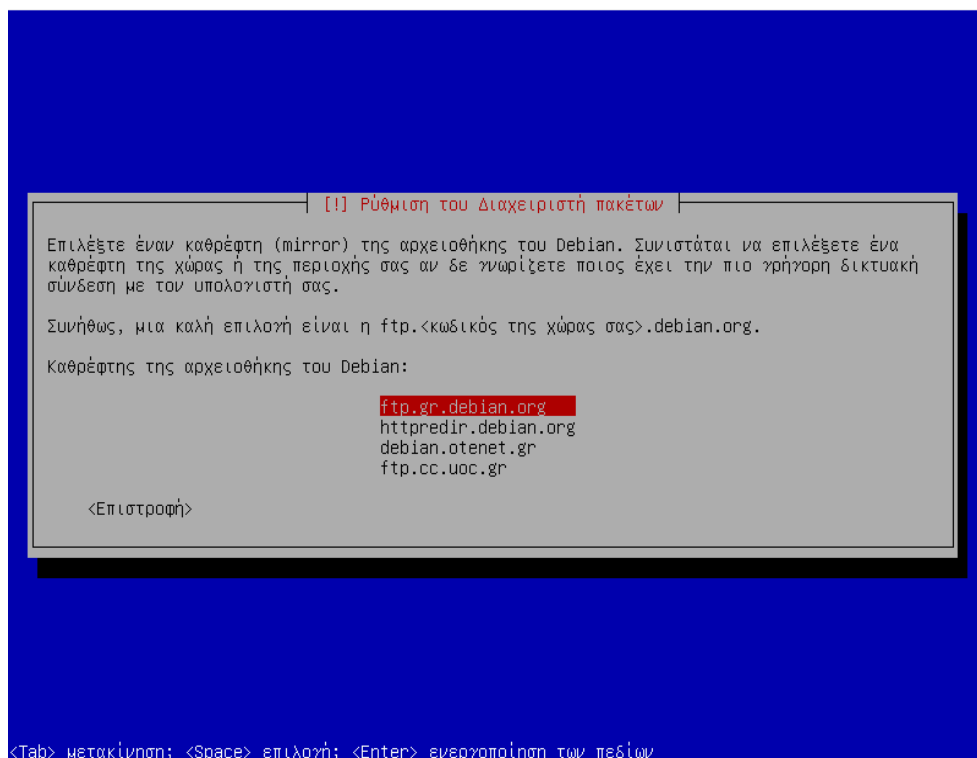 [!] Ρύθμιση του Διαχειριστή πακέτων
Επιλέξτε έναν καθρέφτη (mirror) της αρχειοθήκης του Debian. Συνιστάται να επιλέξετε ένα
καθρέφτη της χώρας ή της περιοχής σας αν δε γνωρίζετε ποιος έχει την πιο γρήγορη δικτυακή
σύνδεση με τον υπολογιστή σας.
Συνήθως, μια καλή επιλογή είναι η ftp.<κωδικός της χώρας σας>.debian.org.
Καθρέφτης της αρχειοθήκης του Debian:
ftp.gr.debian.org
httpredir.debian.org
debian.otenet.gr
ftp.cc.uoc.gr
<Επιστροφή>
<Tab> μετακίνηση; <Space> επιλογή; <Enter> ενεργοποίηση των πεδίων